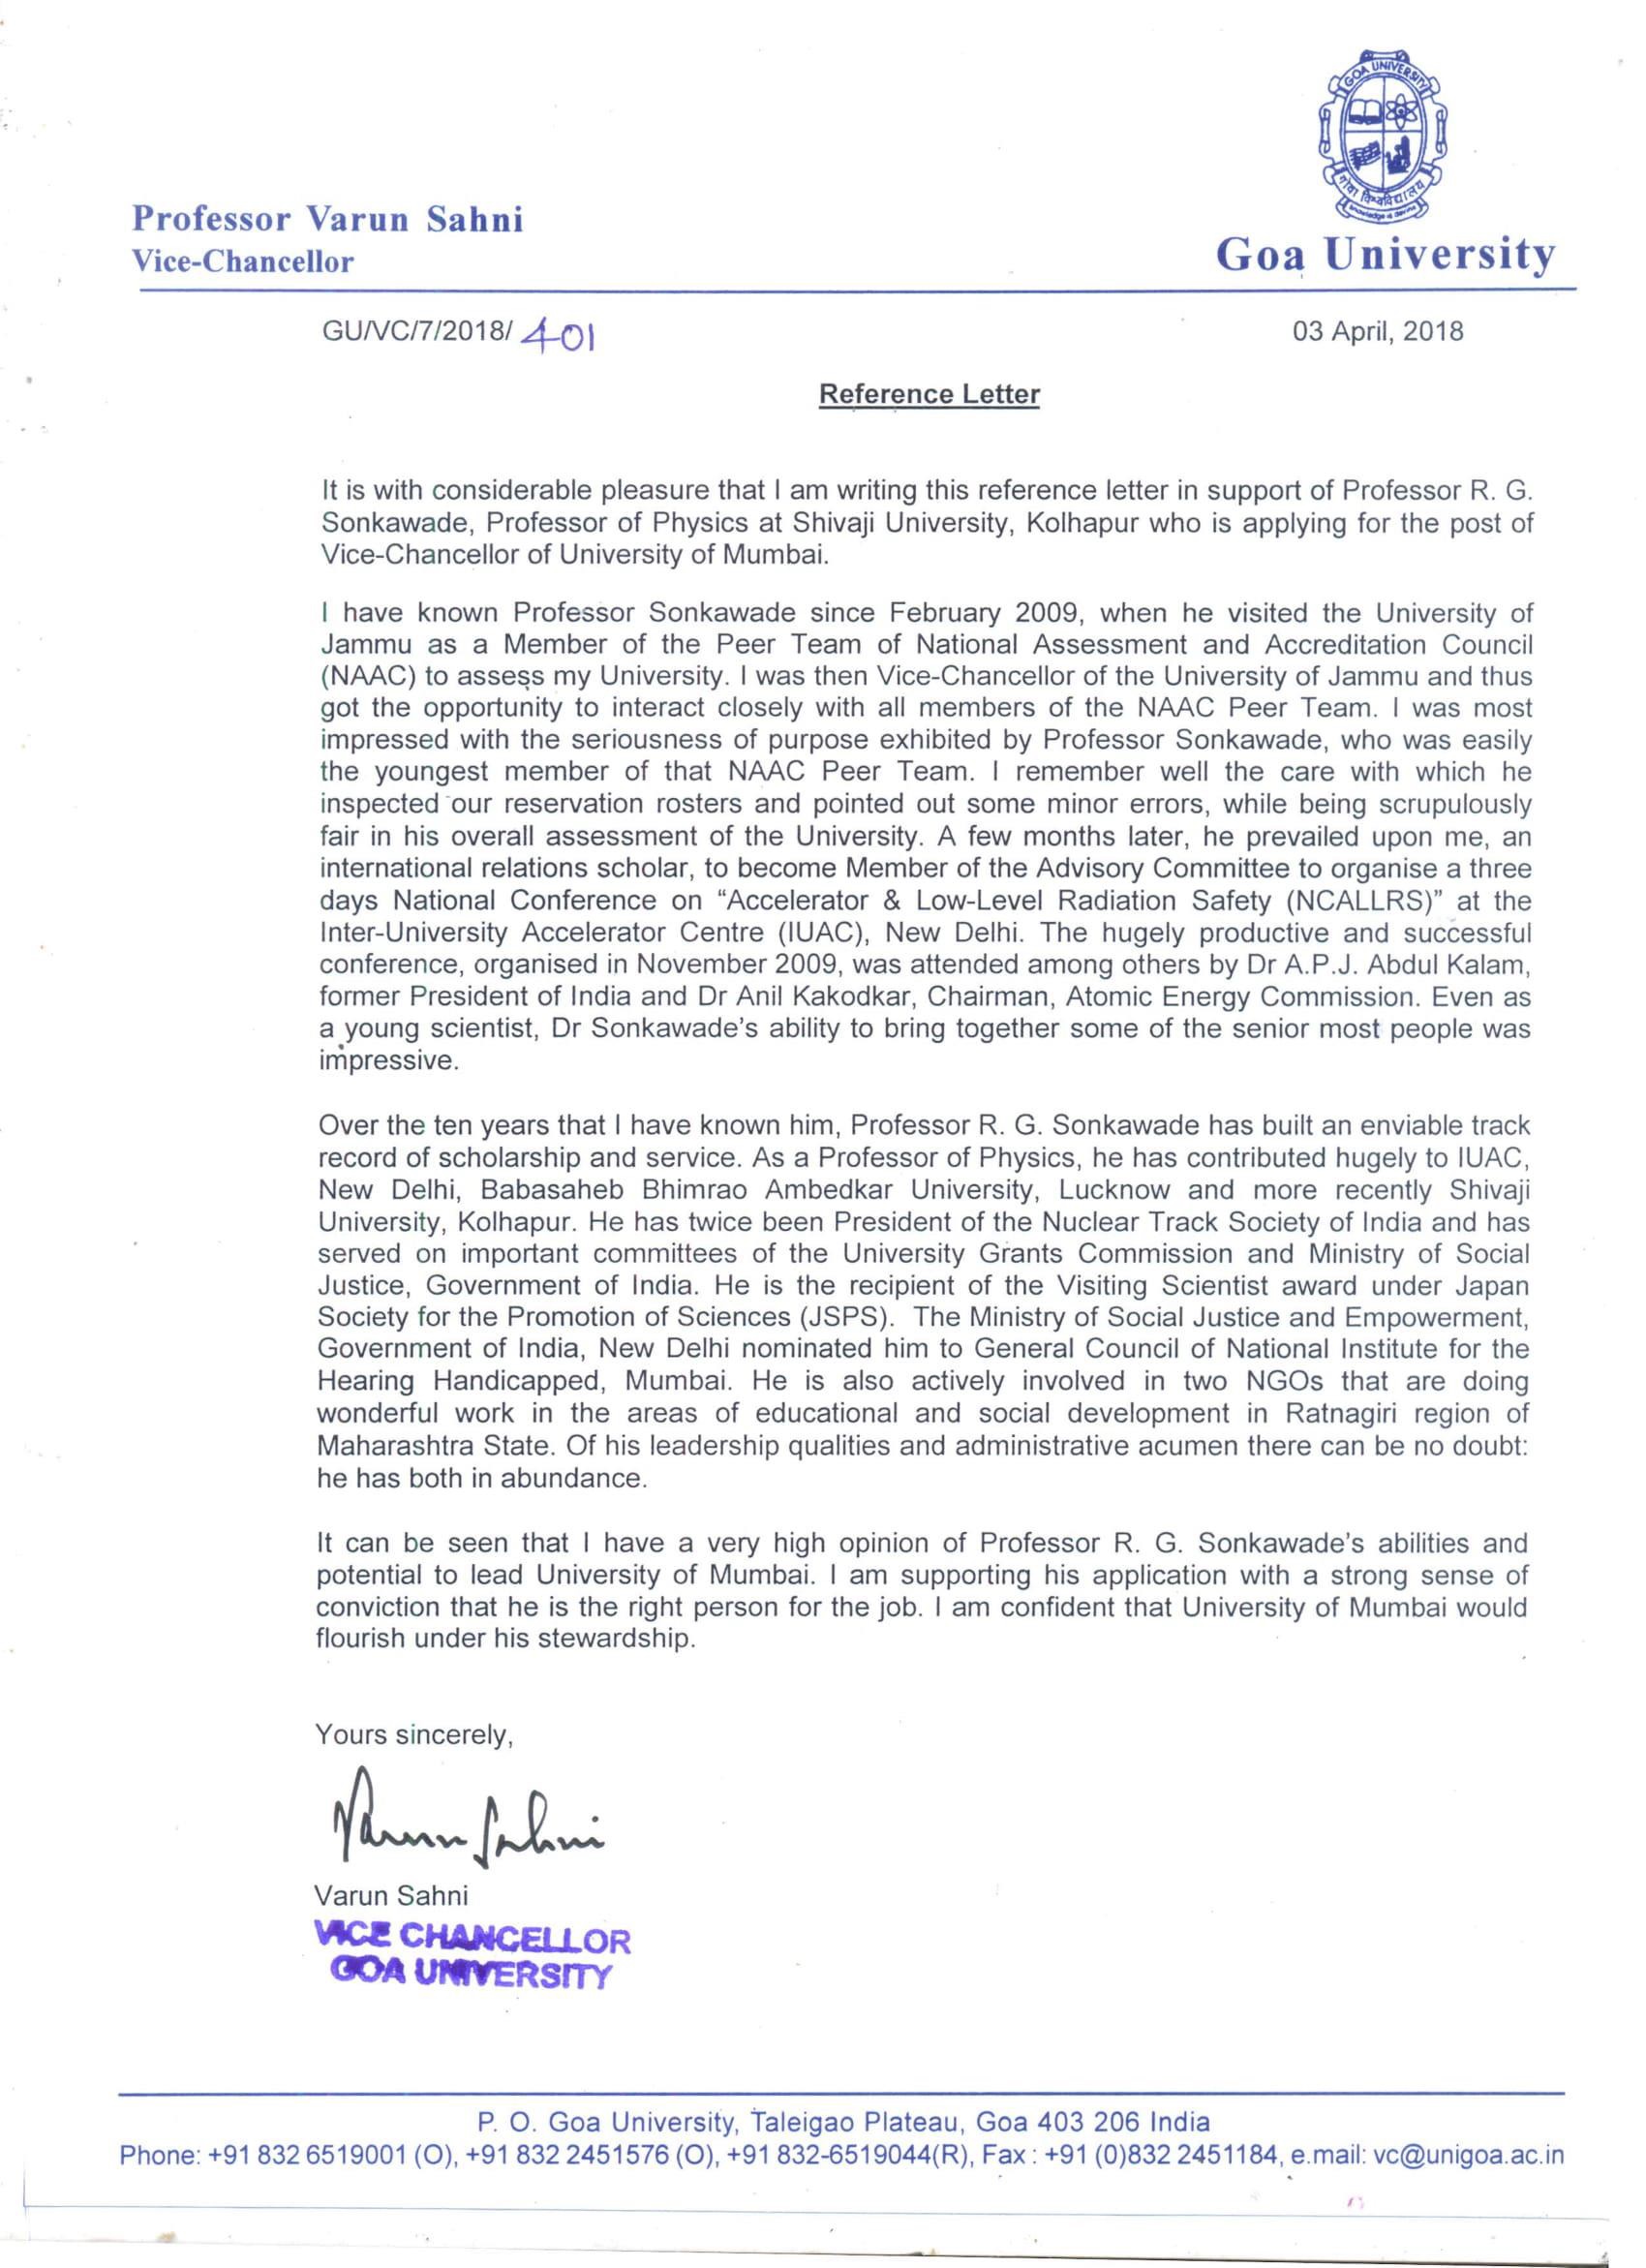 GOA UNIVERSITY
गोवा विश्वविद्यालय
Knowledge is Divine
Professor Varun Sahni
Vice-Chancellor
Goa University
GU/VC/7/2018/ 401
03 April, 2018
Reference Letter
It is with considerable pleasure that I am writing this reference letter in support of Professor R. G.
Sonkawade, Professor of Physics at Shivaji University, Kolhapur who is applying for the post of
Vice-Chancellor of University of Mumbai.
I have known Professor Sonkawade since February 2009, when he visited the University of
Jammu as a Member of the Peer Team of National Assessment and Accreditation Council
(NAAC) to assess my University. I was then Vice-Chancellor of the University of Jammu and thus
got the opportunity to interact closely with all members of the NAAC Peer Team. I was most
impressed with the seriousness of purpose exhibited by Professor Sonkawade, who was easily
the youngest member of that NAAC Peer Team. I remember well the care with which he
inspected our reservation rosters and pointed out some minor errors, while being scrupulously
fair in his overall assessment of the University. A few months later, he prevailed upon me, an
international relations scholar, to become Member of the Advisory Committee to organise a three
days National Conference on “Accelerator & Low-Level Radiation Safety (NCALLRS)” at the
Inter-University Accelerator Centre (IUAC), New Delhi. The hugely productive and successful
conference, organised in November 2009, was attended among others by Dr A.P.J. Abdul Kalam,
former President of India and Dr Anil Kakodkar, Chairman, Atomic Energy Commission. Even as
a young scientist, Dr Sonkawade’s ability to bring together some of the senior most people was
impressive.
Over the ten years that I have known him, Professor R. G. Sonkawade has built an enviable track
record of scholarship and service. As a Professor of Physics, he has contributed hugely to IUAC,
New Delhi, Babasaheb Bhimrao Ambedkar University, Lucknow and more recently Shivaji
University, Kolhapur. He has twice been President of the Nuclear Track Society of India and has
served on important committees of the University Grants Commission and Ministry of Social
Justice, Government of India. He is the recipient of the Visiting Scientist award under Japan
Society for the Promotion of Sciences (JSPS). The Ministry of Social Justice and Empowerment,
Government of India, New Delhi nominated him to General Council of National Institute for the
Hearing Handicapped, Mumbai. He is also actively involved in two NGOs that are doing
wonderful work in the areas of educational and social development in Ratnagiri region of
Maharashtra State. Of his leadership qualities and administrative acumen there can be no doubt:
he has both in abundance.
It can be seen that I have a very high opinion of Professor R. G. Sonkawade’s abilities and
potential to lead University of Mumbai. I am supporting his application with a strong sense of
conviction that he is the right person for the job. I am confident that University of Mumbai would
flourish under his stewardship.
Yours sincerely,
Varun Sahni
Varun Sahni
VICE CHANCELLOR
GOA UNIVERSITY
P. O. Goa University, Taleigao Plateau, Goa 403 206 India
Phone: +91 832 6519001 (O), +91 832 2451576 (O), +91 832-6519044(R), Fax : +91 (0)832 2451184, e.mail: vc@unigoa.ac.in